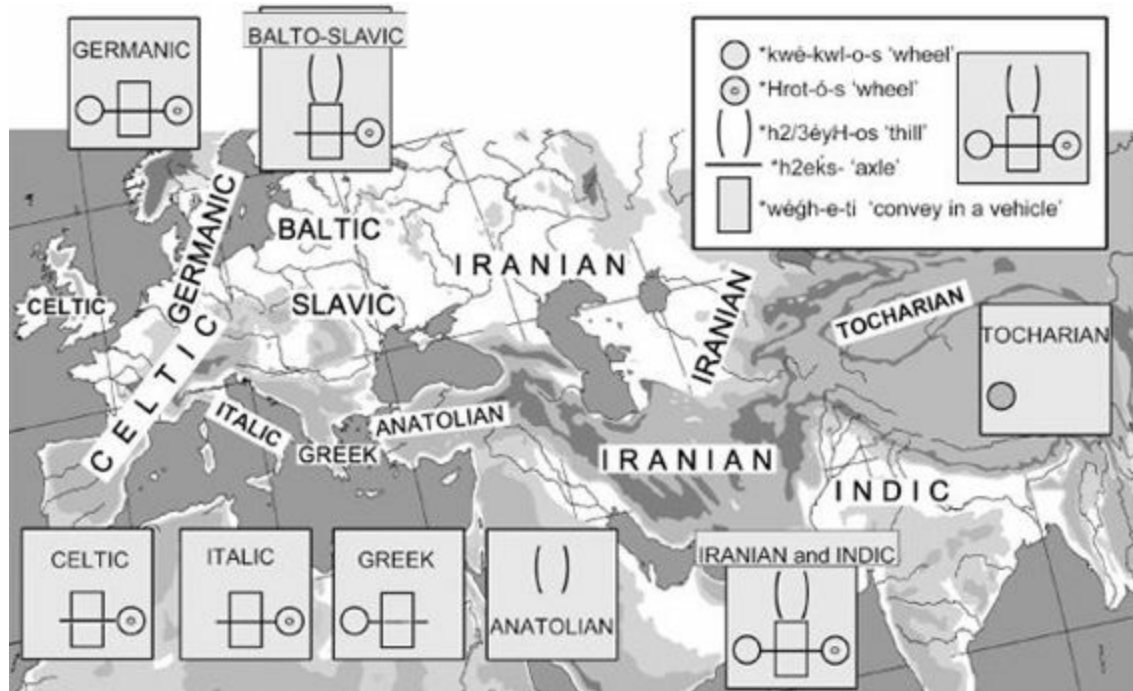 GERMANIC
BALTO-SLAVIC
*kwé-kwl-o-s ‘wheel’
*Hrot-ó-s ‘wheel’
*h2/3éyH-os ‘thill’
*h2eḱs- ‘axle’
*wéǵh-e-ti ‘convey in a vehicle’
GERMANIC
BALTIC
SLAVIC
IRANIAN
IRANIAN
TOCHARIAN
TOCHARIAN
CELTIC
CELTIC
ITALIC
GREEK
ANATOLIAN
IRANIAN
INDIC
CELTIC
ITALIC
GREEK
ANATOLIAN
IRANIAN and INDIC